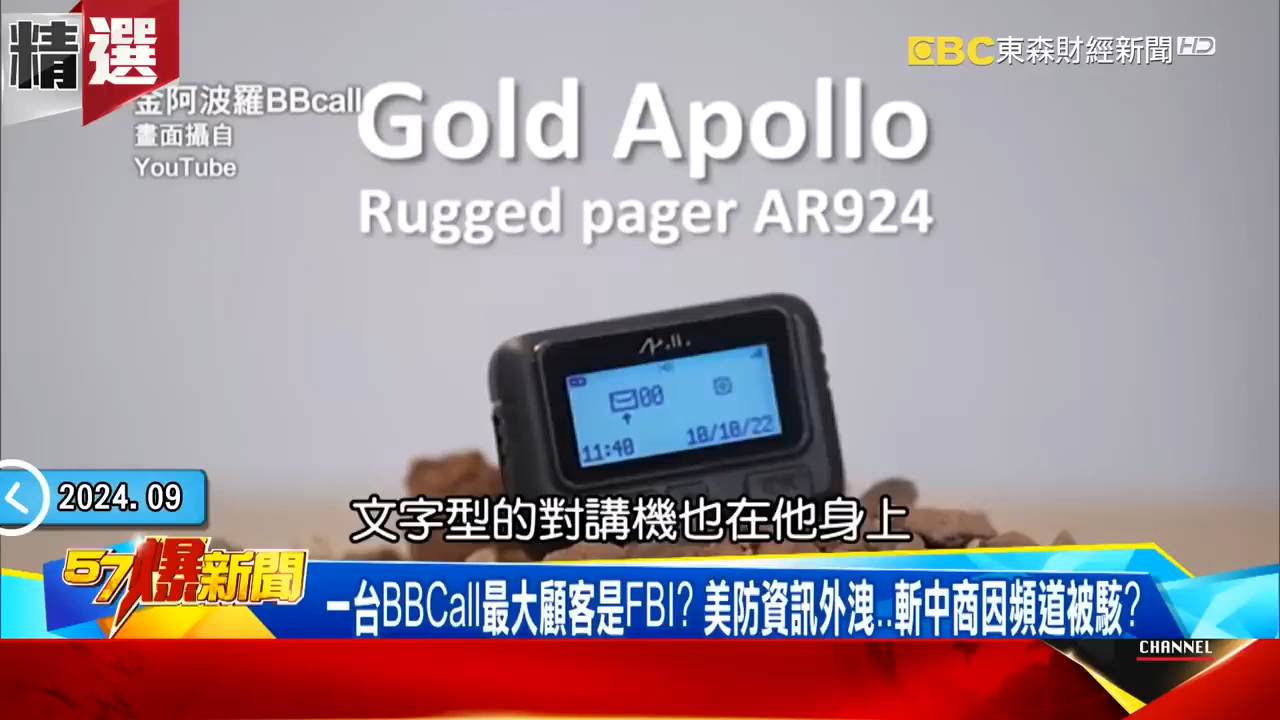 精選
EBC東森財經新聞HD
金阿波羅BBcall
畫面攝自
YouTube
Gold Apollo
Rugged pager AR924
00
11:40 10/10/22
文字型的對講機也在他身上
2024.09
57爆新聞
一台BBCall最大顧客是FBI? 美防資訊外洩..斬中商因頻道被駭?
CHANNEL